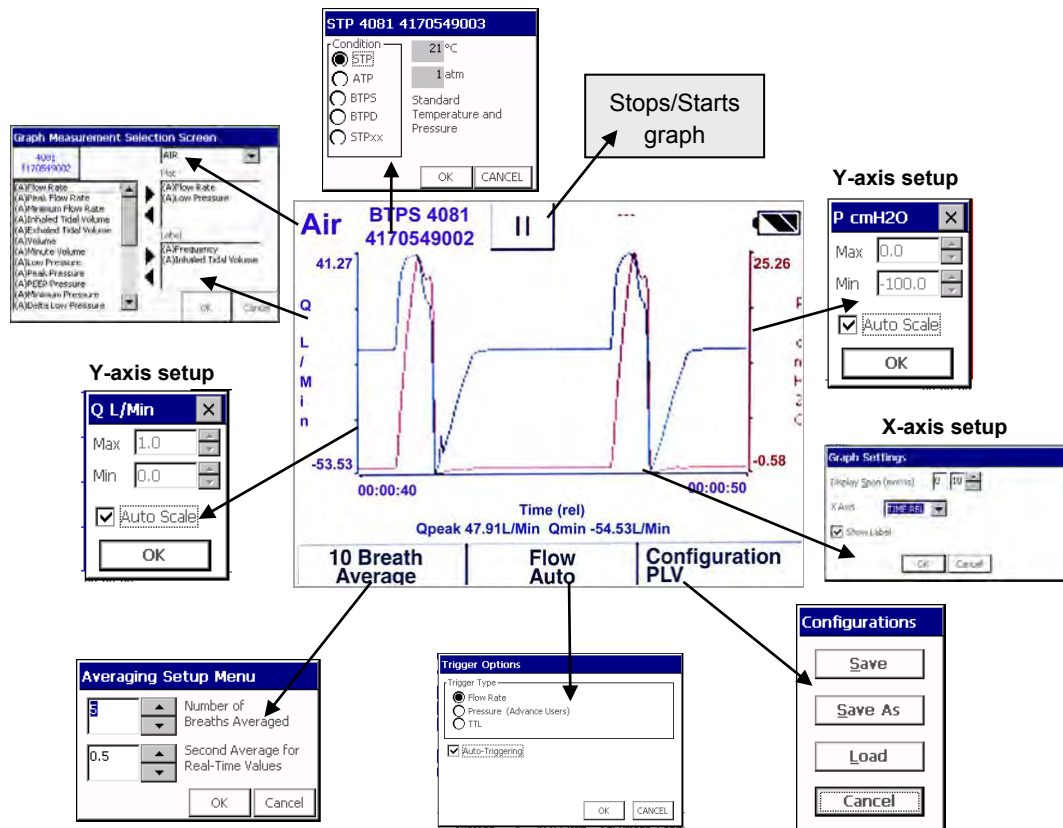 STP 4081 4170549003
Condition
STP
ATP
BTPS
BTPD
STPxx
21 °C
1 atm
Standard
Temperature and
Pressure
OK
CANCEL
Stops/Starts
graph
Graph Measurement Selection Screen
4081
4170549002
AIR
Plot
(A)Flow Rate
(A)Peak Flow Rate
(A)Minimum Flow Rate
(A)Inhaled Tidal Volume
(A)Exhaled Tidal Volume
(A)Volume
(A)Minute Volume
(A)Low Pressure
(A)Peak Pressure
(A)PEEP Pressure
(A)Minimum Pressure
(A)Delta Low Pressure
(A)Flow Rate
(A)Low Pressure
Label
(A)Frequency
(A)Inhaled Tidal Volume
OK
Cancel
Air
BTPS 4081
4170549002
||
---
41.27
Q
L
/
M
i
n
-53.53
25.26
-0.58
00:00:40
00:00:50
Time (rel)
Qpeak 47.91L/Min Qmin -54.53L/Min
10 Breath
Average
Flow
Auto
Configuration
PLV
Y-axis setup
P cmH2O
Max 0.0
Min -100.0
Auto Scale
OK
Y-axis setup
Q L/Min
Max 1.0
Min 0.0
Auto Scale
OK
X-axis setup
Graph Settings
Display Span (mm:ss) 0 10
X Axis TIME REL
Show Label
OK
Cancel
Averaging Setup Menu
5
Number of
Breaths Averaged
0.5
Second Average for
Real-Time Values
OK
Cancel
Trigger Options
Trigger Type
Flow Rate
Pressure (Advance Users)
TTL
Auto-Triggering
OK
CANCEL
Configurations
Save
Save As
Load
Cancel